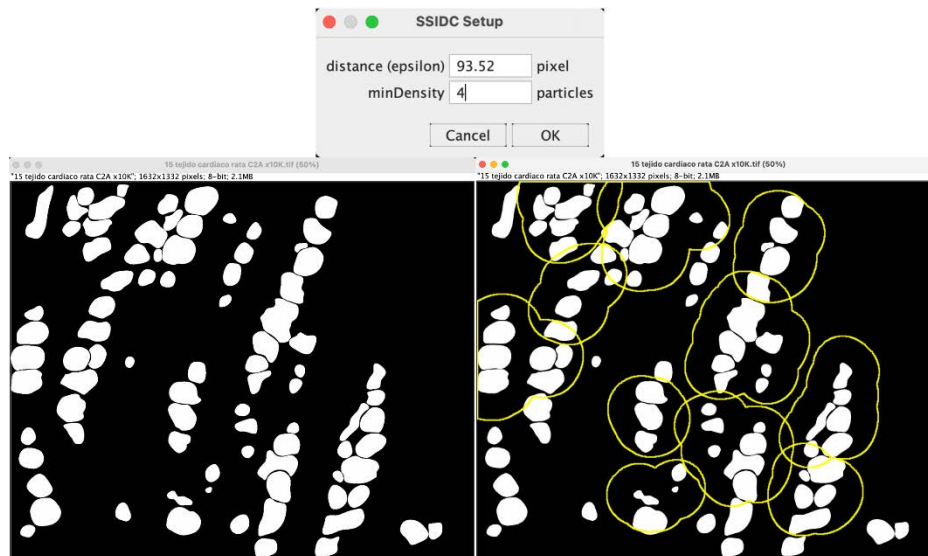 SSIDC Setup
distance (epsilon) 93.52 pixel
minDensity 4 particles
Cancel OK
15 tejido cardiaco rata C2A x10K.tif (50%)
"15 tejido cardiaco rata C2A x10K"; 1632x1332 pixels; 8-bit; 2.1MB
15 tejido cardiaco rata C2A x10K.tif (50%)
"15 tejido cardiaco rata C2A x10K.tif"; 1632x1332 pixels; 8-bit; 2.1MB